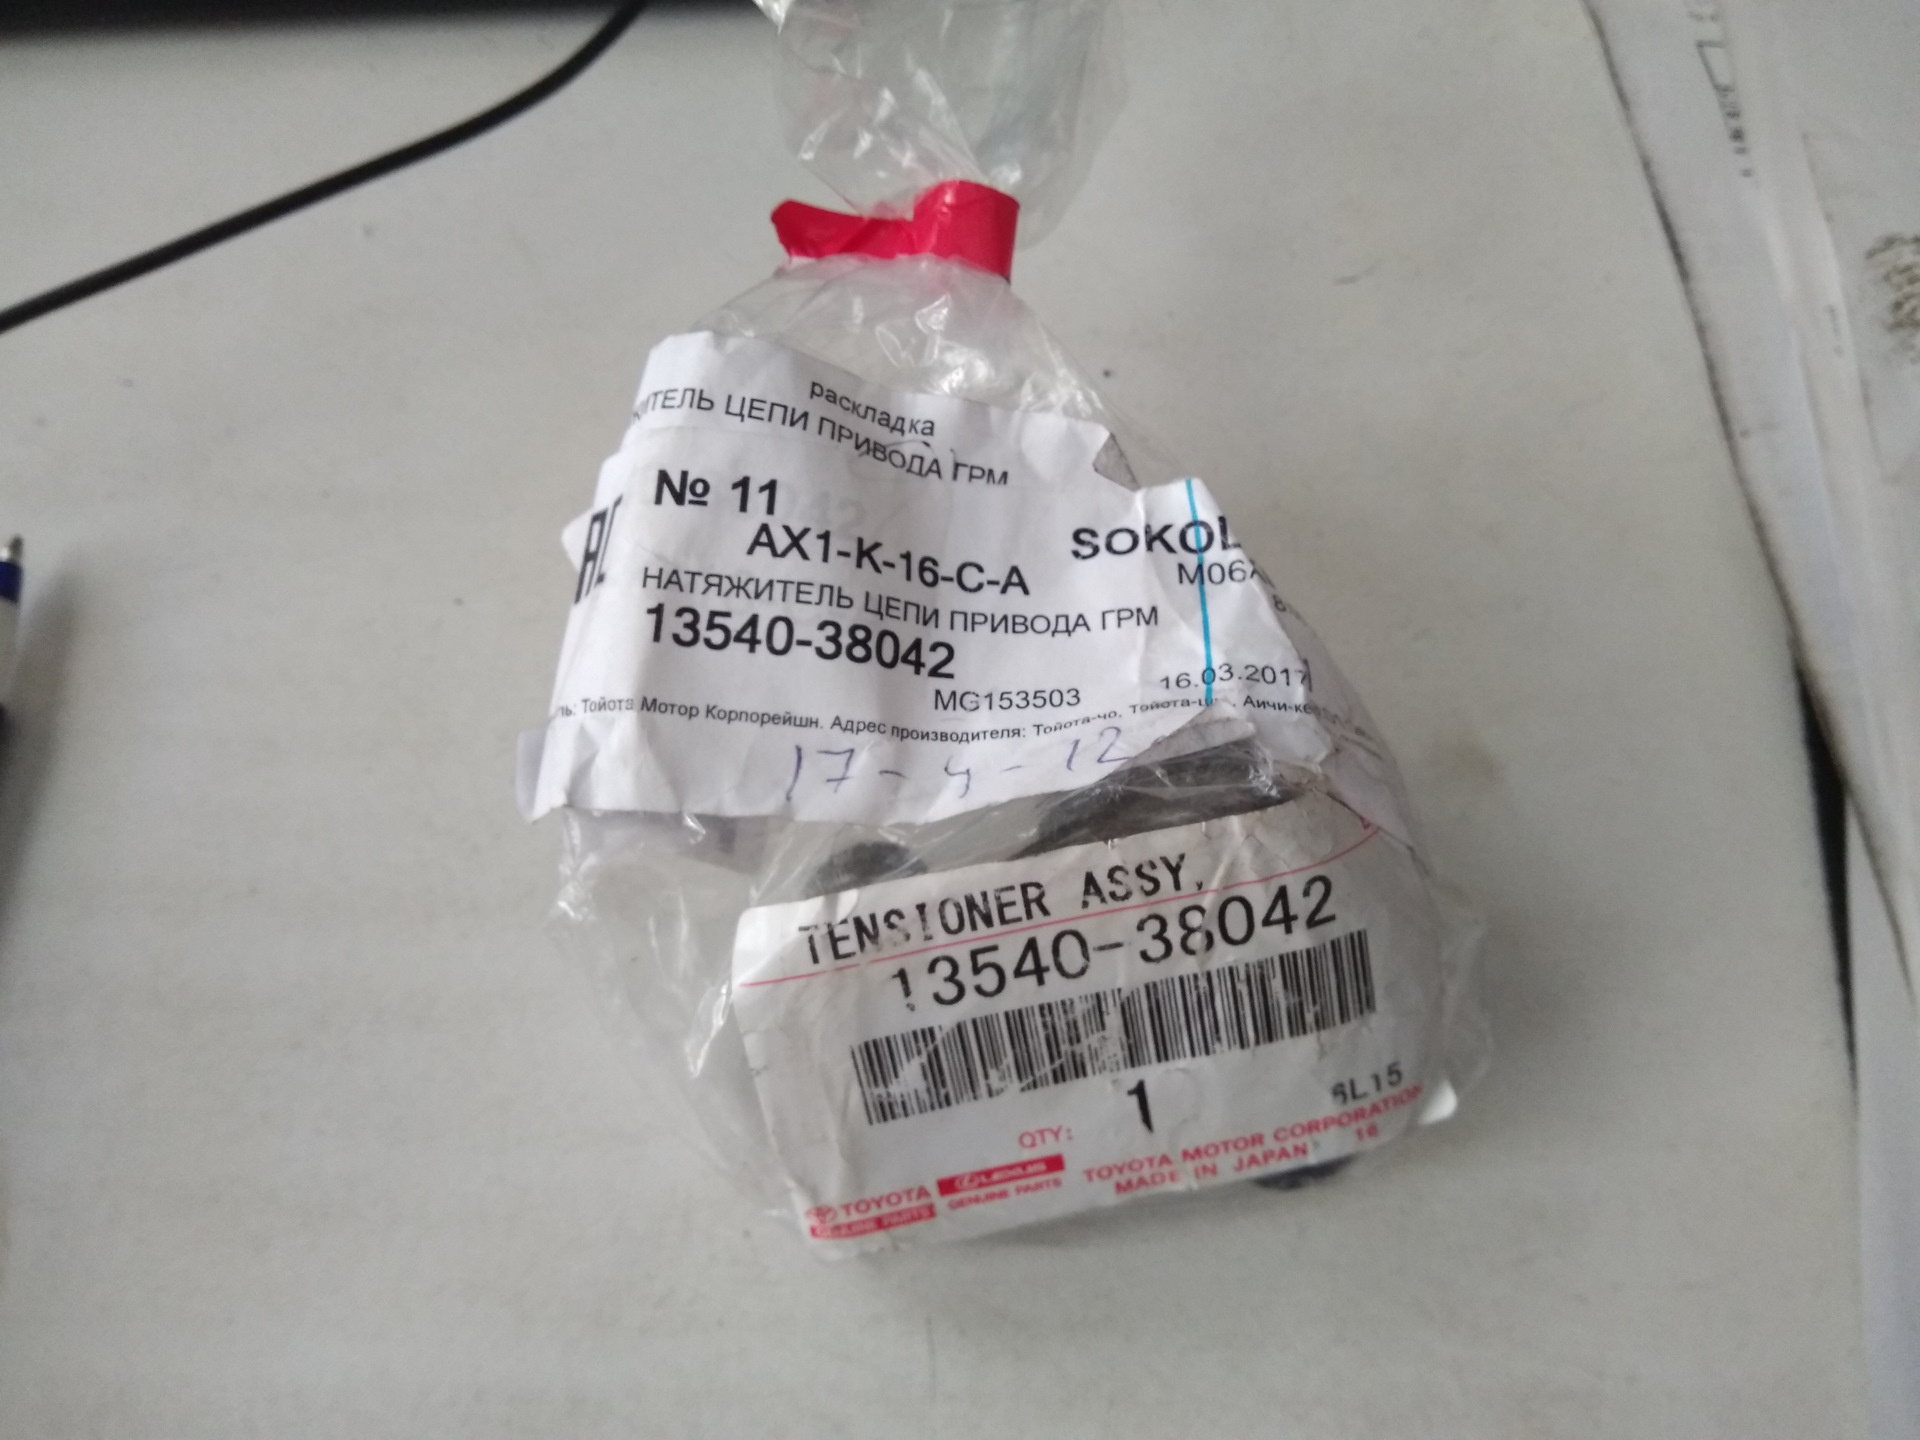 раскладка
ЦЕПИ ПРИВОДА ГРМ
№ 11
AX1-K-16-C-A
SOKOL
НАТЯЖИТЕЛЬ ЦЕПИ ПРИВОДА ГРМ
13540-38042
MG153503
16.03.2017
Тойота Мотор Корпорейшн. Адрес производителя: Тойота-чо,
17-4-12
TENSIONER ASSY,
13540-38042
1
6L15
QTY:
TOYOTA MOTOR CORPORATION
MADE IN JAPAN 16
TOYOTA
GENUINE PARTS
LEXUS
GENUINE PARTS